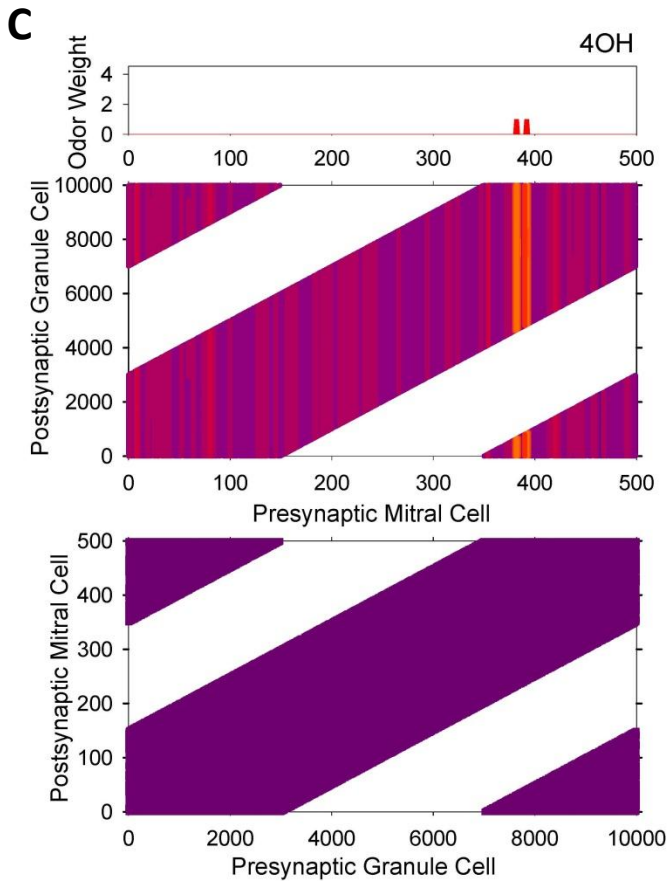 C
4OH
Odor Weight
4
2
0
0 100 200 300 400 500
Postsynaptic Granule Cell
10000
8000
6000
4000
2000
0
0 100 200 300 400 500
Presynaptic Mitral Cell
Postsynaptic Mitral Cell
500
400
300
200
100
0
0 2000 4000 6000 8000 10000
Presynaptic Granule Cell